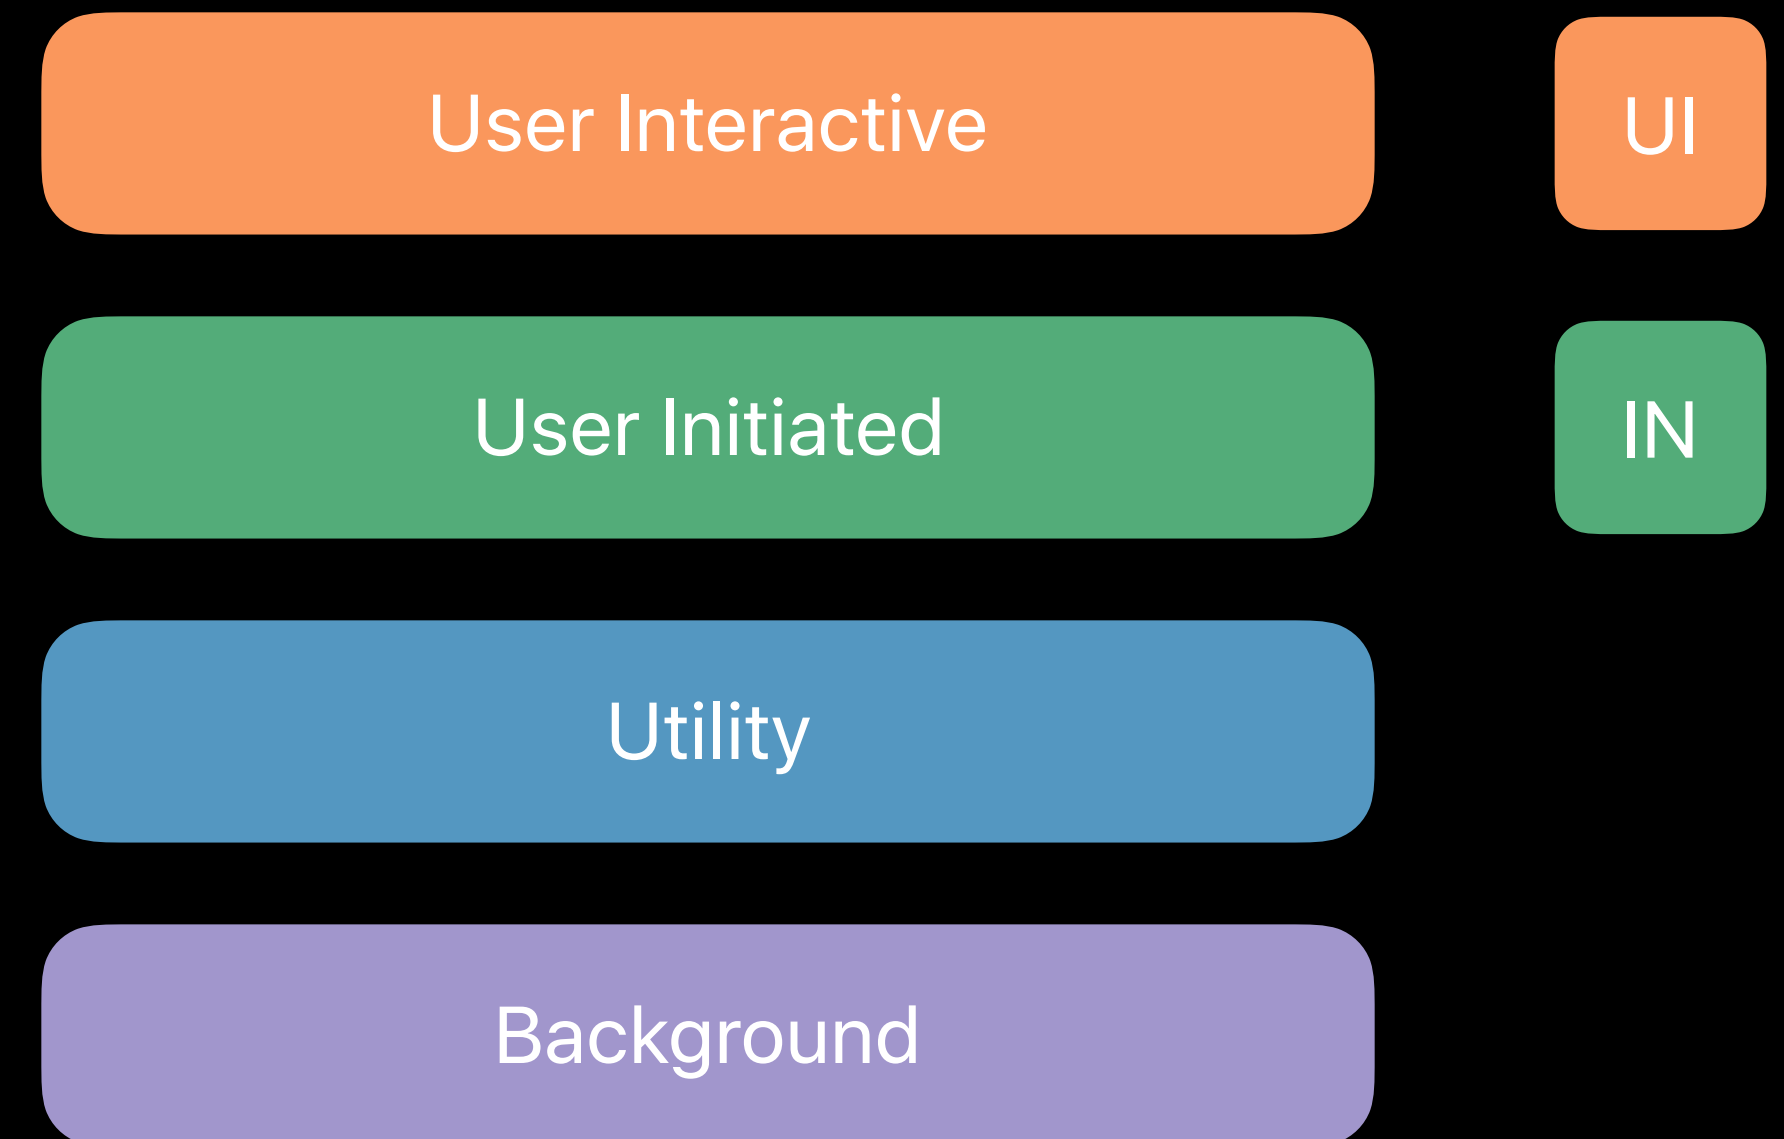 User Interactive
UI
User Initiated
IN
Utility
Background